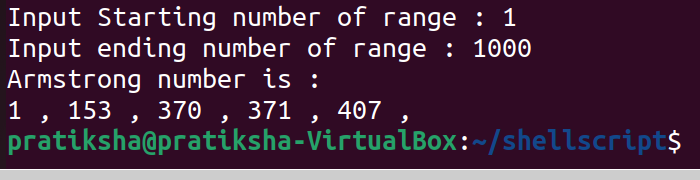 Input Starting number of range : 1
Input ending number of range : 1000
Armstrong number is :
1 , 153 , 370 , 371 , 407 ,
pratiksha@pratiksha-VirtualBox:~/shellscript$